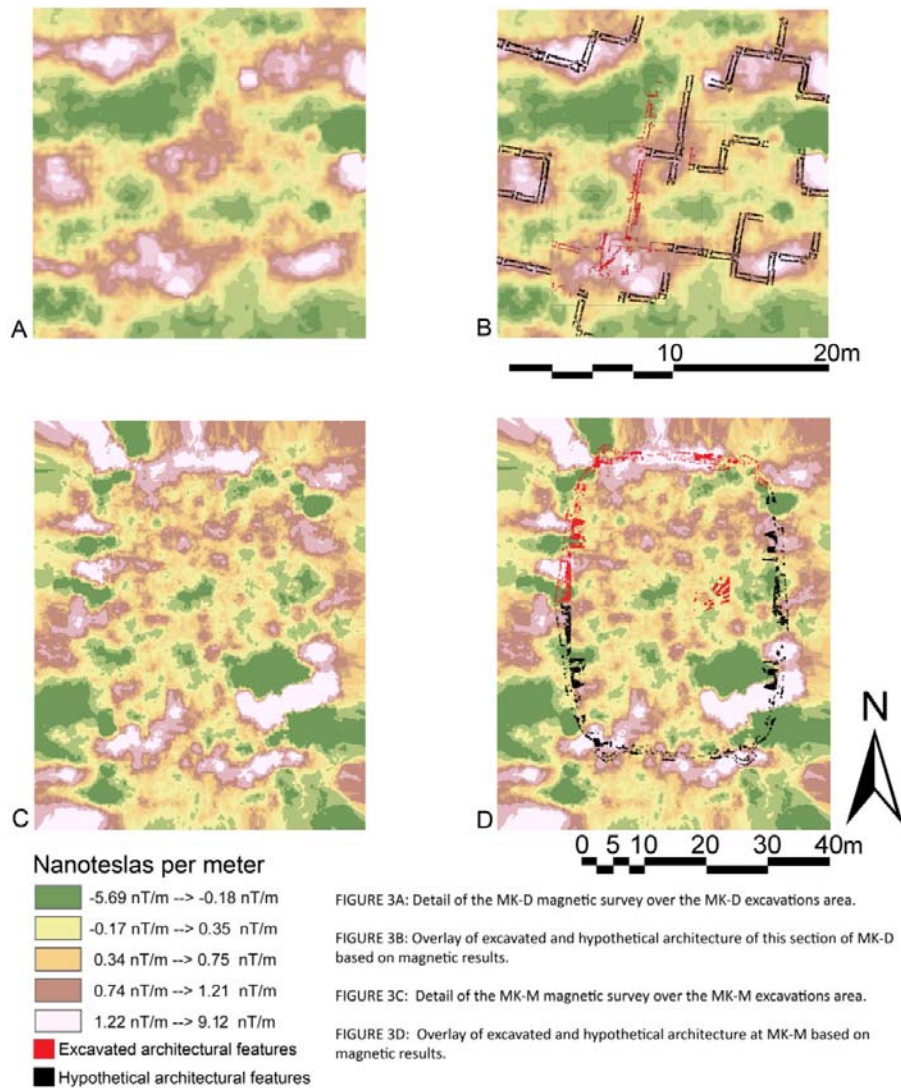 A
B
10
20m
C
D
N
0 5 10 20 30 40m
Nanoteslas per meter
-5.69 nT/m --> -0.18 nT/m
-0.17 nT/m --> 0.35 nT/m
0.34 nT/m --> 0.75 nT/m
0.74 nT/m --> 1.21 nT/m
1.22 nT/m --> 9.12 nT/m
Excavated architectural features
Hypothetical architectural features
FIGURE 3A: Detail of the MK-D magnetic survey over the MK-D excavations area.
FIGURE 3B: Overlay of excavated and hypothetical architecture of this section of MK-D
based on magnetic results.
FIGURE 3C: Detail of the MK-M magnetic survey over the MK-M excavations area.
FIGURE 3D: Overlay of excavated and hypothetical architecture at MK-M based on
magnetic results.